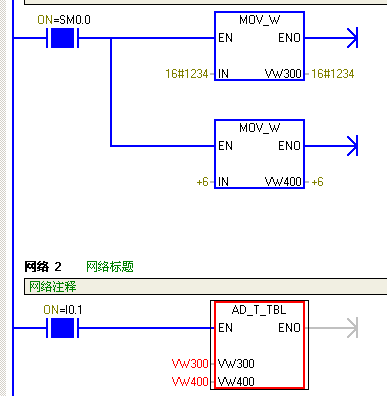 ON=SM0.0
MOV_W
EN ENO
16#1234 IN VW300 16#1234
MOV_W
EN ENO
+6 IN VW400 +6
网络 2 网络标题
网络注释
ON=I0.1
AD_T_TBL
EN ENO
VW300 VW300
VW400 VW400